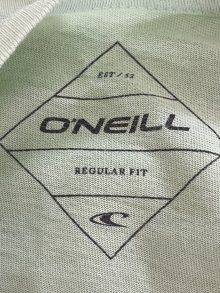 EST / 52
O'NEILL
REGULAR FIT